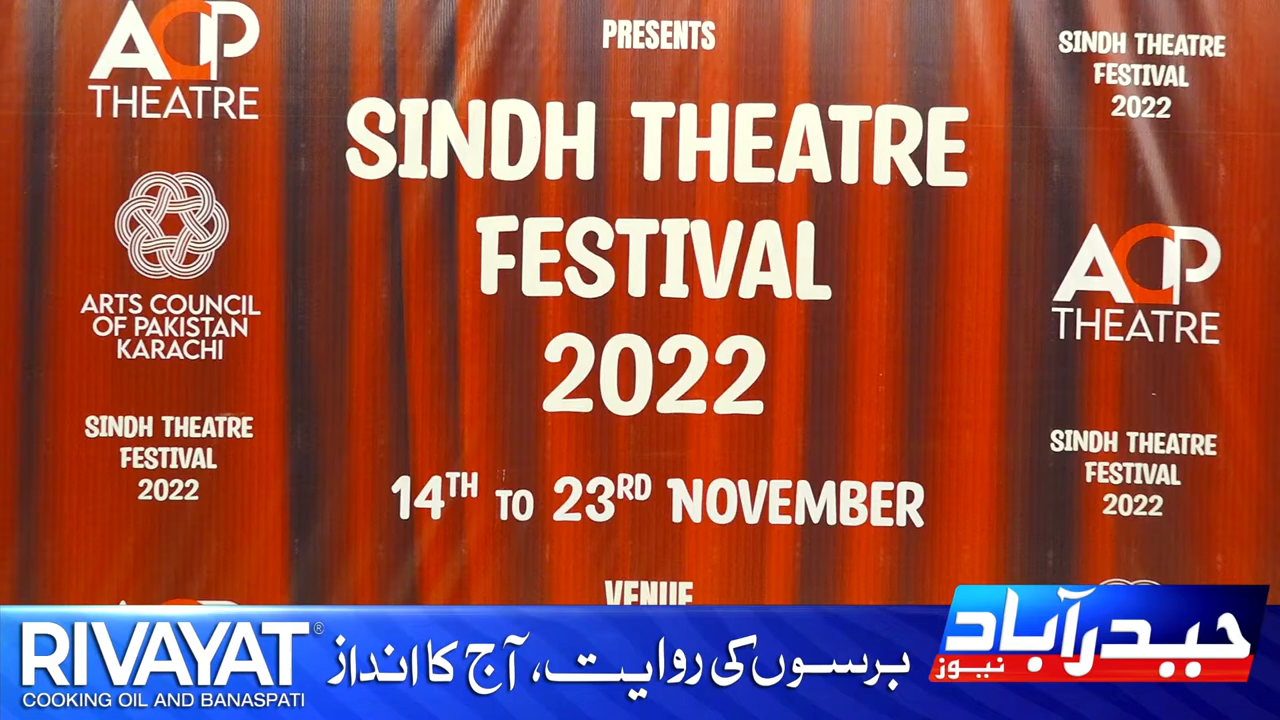 ACP
THEATRE
ARTS COUNCIL
OF PAKISTAN
KARACHI
SINDH THEATRE
FESTIVAL
2022
PRESENTS
SINDH THEATRE
FESTIVAL
2022
14TH TO 23RD NOVEMBER
VENUE
SINDH THEATRE
FESTIVAL
2022
ACP
THEATRE
SINDH THEATRE
FESTIVAL
2022
RIVAYAT®
COOKING OIL AND BANASPATI
برسوں کی روایت، آج کا انداز
حیدرآباد
نیوز